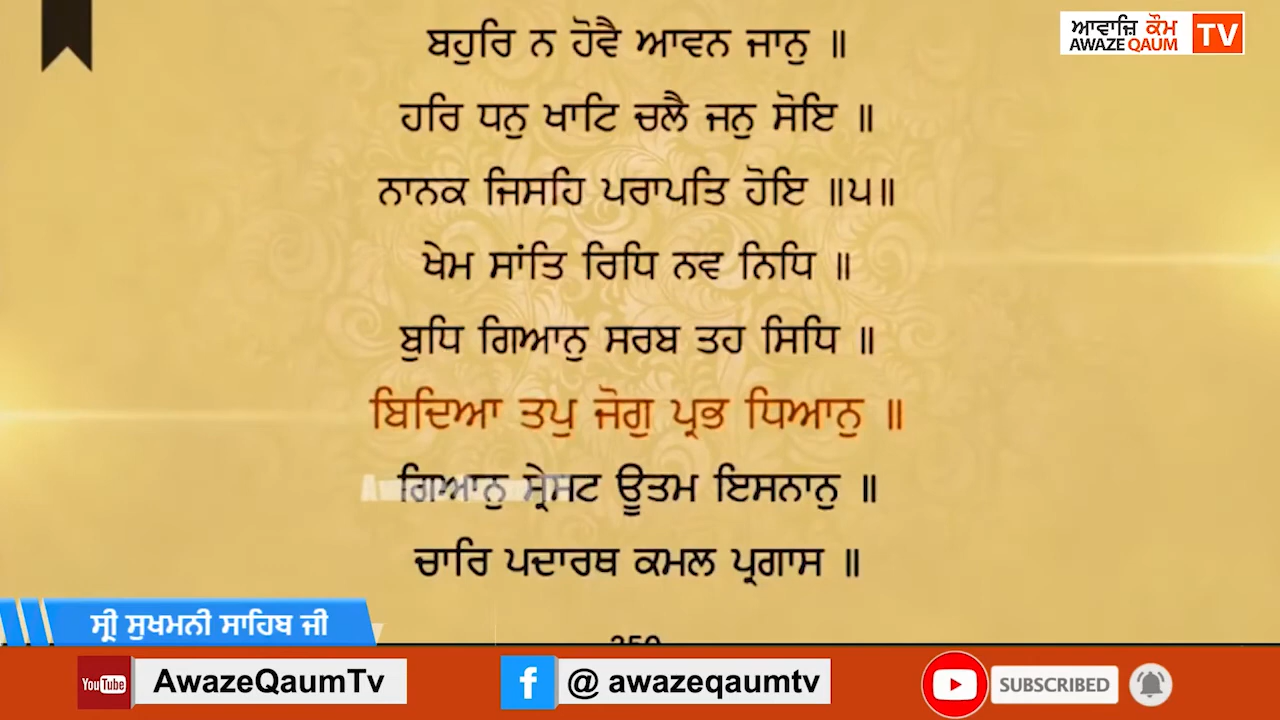 ਬਹੁਰਿ ਨ ਹੋਵੈ ਆਵਨ ਜਾਨੁ ॥
ਆਵਾਜ਼ਿ ਕੌਮ
AWAZE QAUM
TV
ਹਰਿ ਧਨੁ ਖਾਟਿ ਚਲੈ ਜਨੁ ਸੋਇ ॥
ਨਾਨਕ ਜਿਸਹਿ ਪਰਾਪਤਿ ਹੋਇ ॥੫॥
ਖੇਮ ਸਾਂਤਿ ਰਿਧਿ ਨਵ ਨਿਧਿ ॥
ਬੁਧਿ ਗਿਆਨੁ ਸਰਬ ਤਹ ਸਿਧਿ ॥
ਬਿਦਿਆ ਤਪੁ ਜੋਗੁ ਪ੍ਰਭ ਧਿਆਨੁ ॥
ਗਿਆਨੁ ਸ੍ਰੇਸਟ ਊਤਮ ਇਸਨਾਨੁ ॥
ਚਾਰਿ ਪਦਾਰਥ ਕਮਲ ਪ੍ਰਗਾਸ ॥
ਸ੍ਰੀ ਸੁਖਮਨੀ ਸਾਹਿਬ ਜੀ
YouTube AwazeQaumTv
f @ awazeqaumtv
SUBSCRIBED